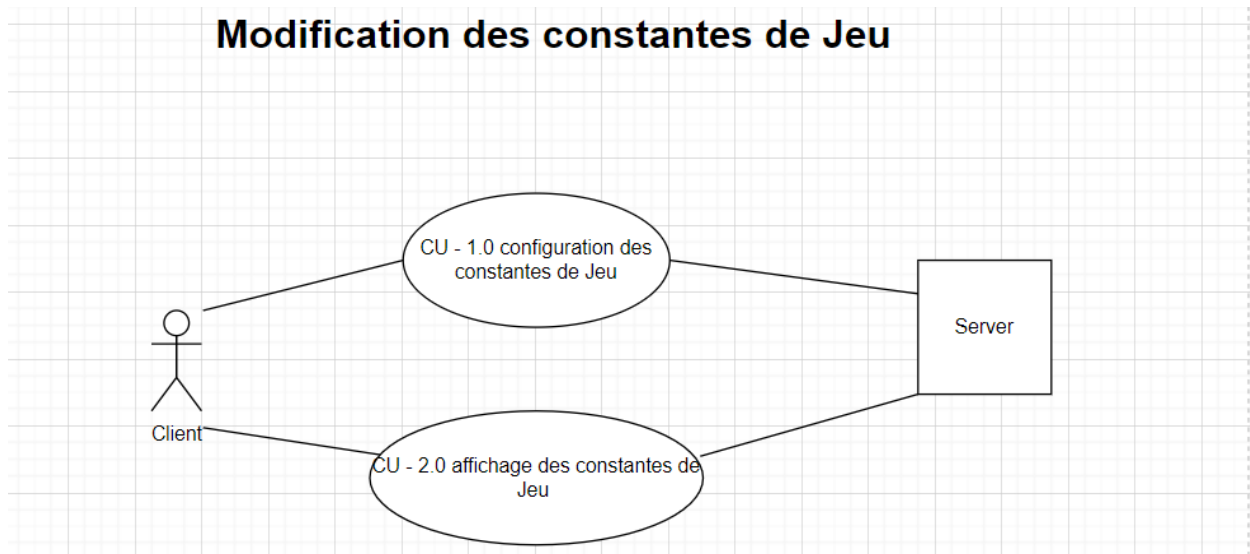 Modification des constantes de Jeu
CU - 1.0 configuration des
constantes de Jeu
Server
Client
CU - 2.0 affichage des constantes de
Jeu